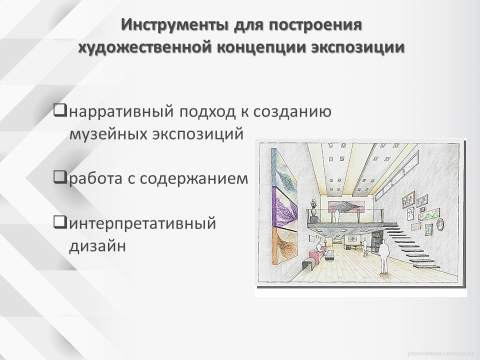 Инструменты для построения
художественной концепции экспозиции
нарративный подход к созданию
музейных экспозиций
работа с содержанием
интерпретативный
дизайн